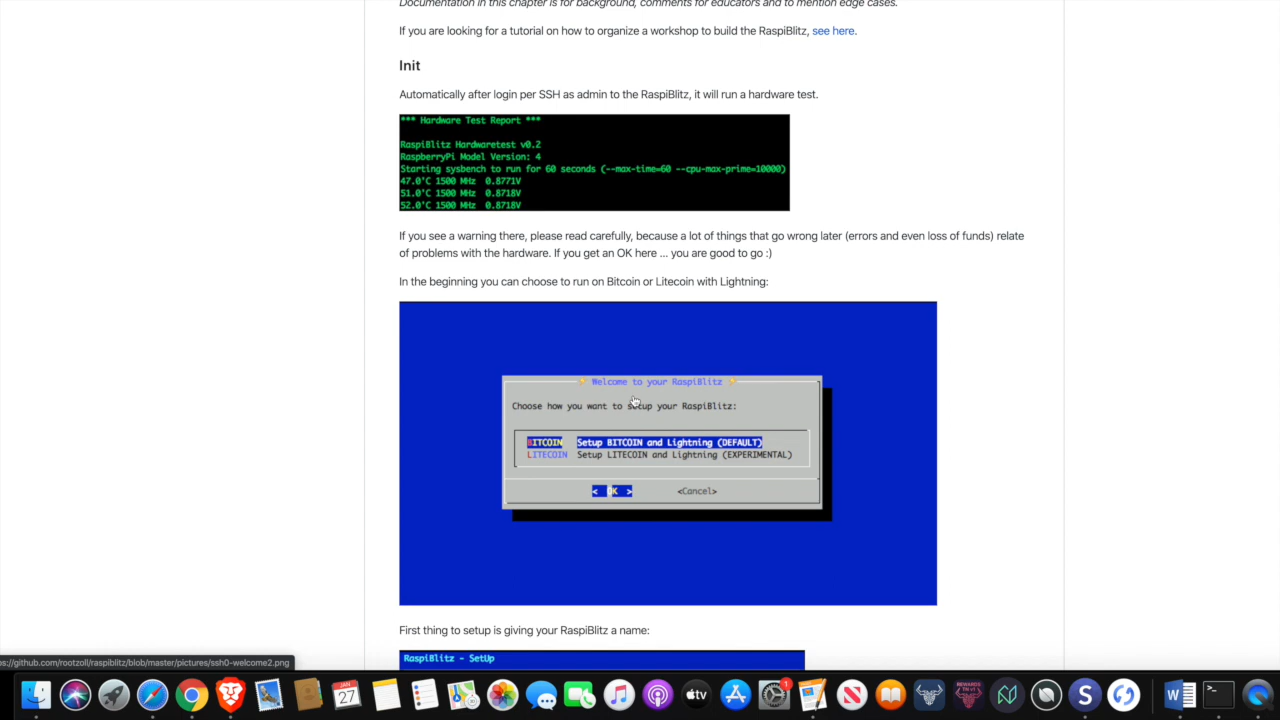 Documentation in this chapter is for background, comments for educators and to mention edge cases.
If you are looking for a tutorial on how to organize a workshop to build the RaspiBlitz, see here.
Init
Automatically after login per SSH as admin to the RaspiBlitz, it will run a hardware test.
*** Hardware Test Report ***
RaspiBlitz Hardwaretest v0.2
RaspberryPi Model Version: 4
Starting sysbench to run for 60 seconds (--max-time=60 --cpu-max-prime=10000)
47.0'C 1500 MHz 0.8771V
51.0'C 1500 MHz 0.8718V
52.0'C 1500 MHz 0.8718V
If you see a warning there, please read carefully, because a lot of things that go wrong later (errors and even loss of funds) relate
of problems with the hardware. If you get an OK here ... you are good to go :)
In the beginning you can choose to run on Bitcoin or Litecoin with Lightning:
⚡ Welcome to your RaspiBlitz ⚡
Choose how you want to setup your RaspiBlitz:
BITCOIN Setup BITCOIN and Lightning (DEFAULT)
LITECOIN Setup LITECOIN and Lightning (EXPERIMENTAL)
< OK > <Cancel>
First thing to setup is giving your RaspiBlitz a name:
RaspiBlitz - SetUp
ps://github.com/rootzoll/raspiblitz/blob/master/pictures/ssh0-welcome2.png
JAN
27
tv
1
N
REWARDS
S
W
>_